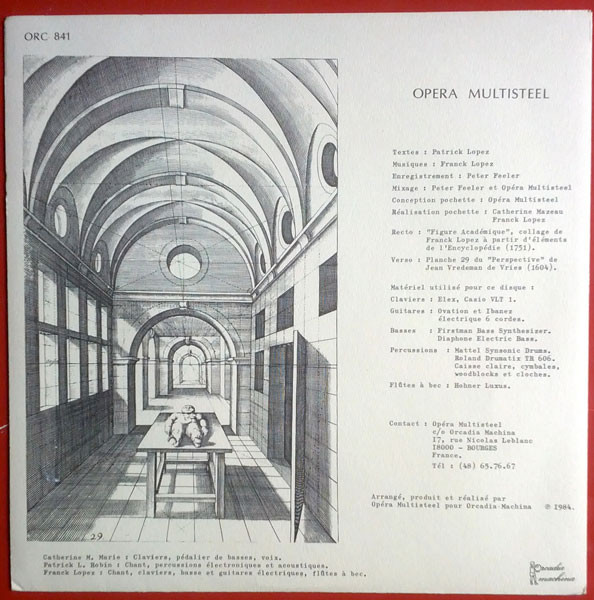 ORC 841
OPERA MULTISTEEL
Textes : Patrick Lopez
Musiques : Franck Lopez
Enregistrement : Peter Feeler
Mixage : Peter Feeler et Opéra Multisteel
Conception pochette : Opéra Multisteel
Réalisation pochette : Catherine Mazeau
Franck Lopez
Recto : "Figure Académique", collage de
Franck Lopez à partir d'éléments
de l'Encyclopédie (1751).
Verso : Planche 29 du "Perspective" de
Jean Vredeman de Vries (1604).
Matériel utilisé pour ce disque :
Claviers : Elex, Casio VLT 1.
Guitares : Ovation et Ibanez
électrique 6 cordes.
Basses : Firstman Bass Synthesizer.
Diaphone Electric Bass.
Percussions : Mattel Synsonic Drums.
Roland Drumatix TR 606.
Caisse claire, cymbales,
woodblocks et cloches.
Flûtes à bec : Hohner Luxus.
Contact : Opéra Multisteel
c/o Orcadia Machina
17, rue Nicolas Leblanc
18000 - BOURGES
France.
Tél : (48) 65.76.67
Arrangé, produit et réalisé par
Opéra Multisteel pour Orcadia Machina ℗ 1984.
29
Catherine M. Marie : Claviers, pédalier de basses, voix.
Patrick L. Robin : Chant, percussions électroniques et acoustiques.
Franck Lopez : Chant, claviers, basse et guitares électriques, flûtes à bec.
Orcadia
machina